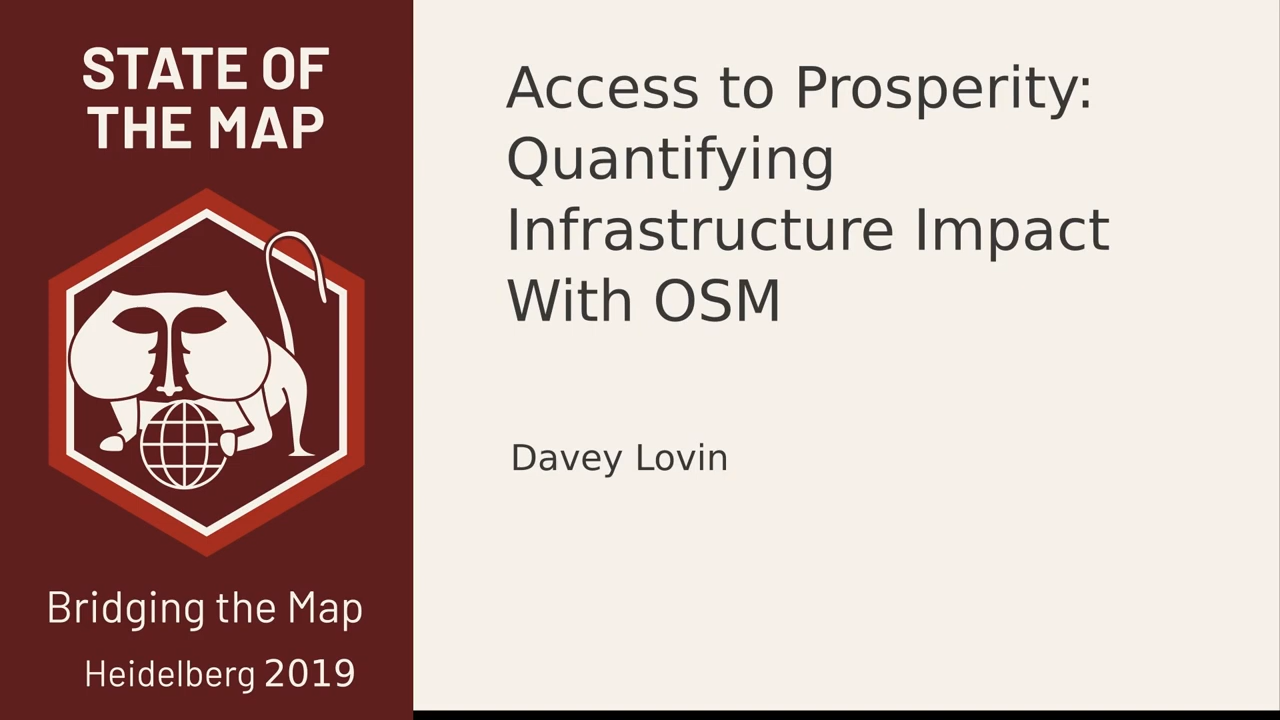 STATE OF
THE MAP
Bridging the Map
Heidelberg 2019
Access to Prosperity:
Quantifying
Infrastructure Impact
With OSM
Davey Lovin